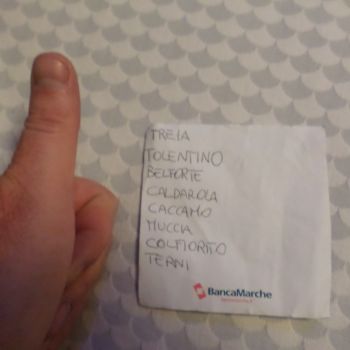 TREIA
TOLENTINO
BELFORTE
CALDAROLA
CACCAMO
MUCCIA
COLFIORITO
TERNI
BancaMarche